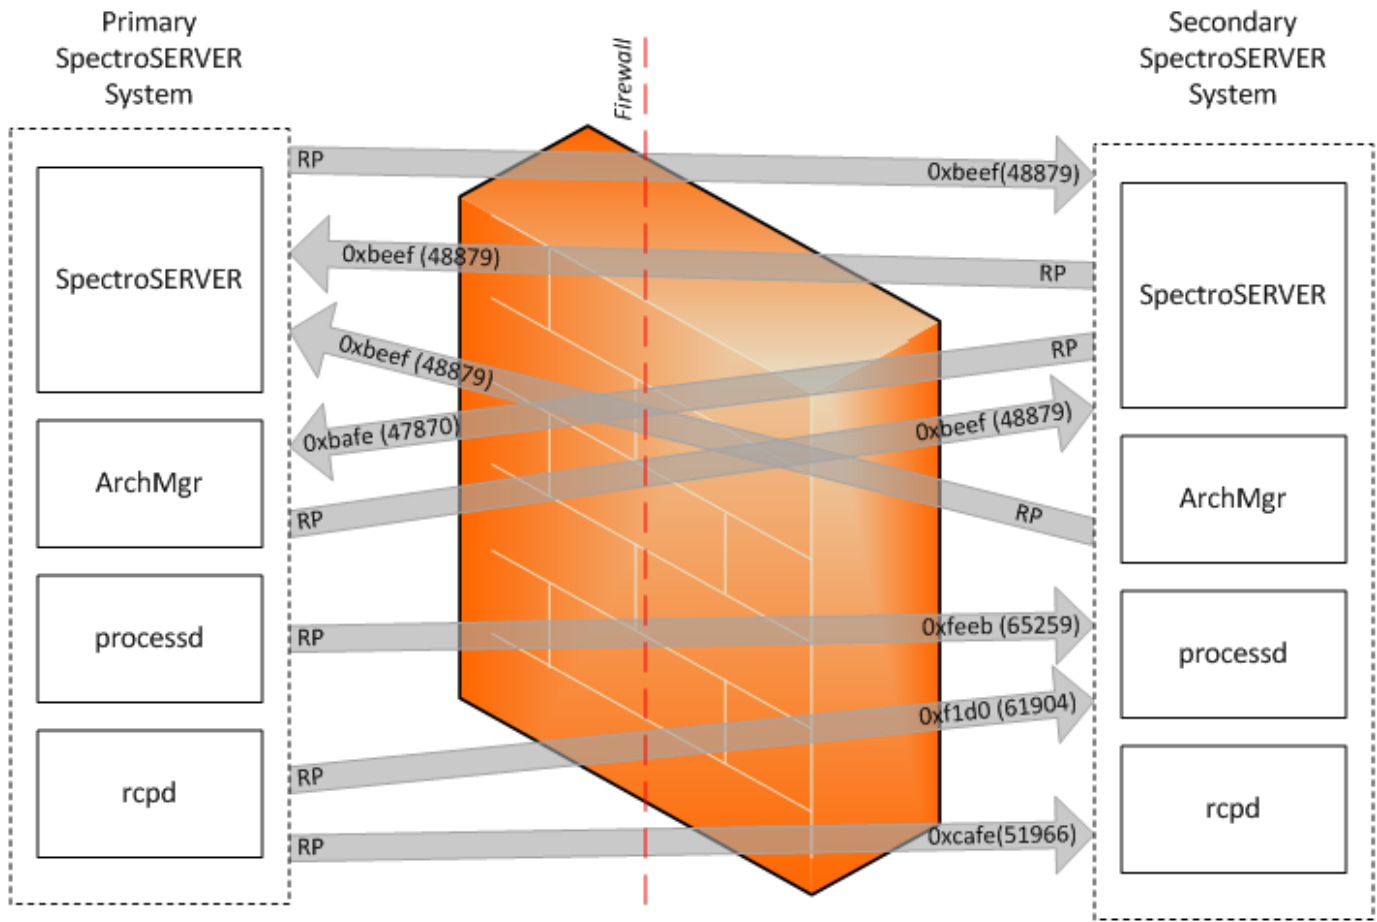 Primary
SpectroSERVER
System
Secondary
SpectroSERVER
System
Firewall
RP
0xbeef(48879)
SpectroSERVER
0xbeef (48879)
RP
SpectroSERVER
0xbeef (48879)
RP
0xbafe (47870)
0xbeef (48879)
ArchMgr
RP
RP
ArchMgr
processd
RP
0xfeeb (65259)
processd
0xf1d0 (61904)
RP
rcpd
rcpd
RP
0xcafe(51966)